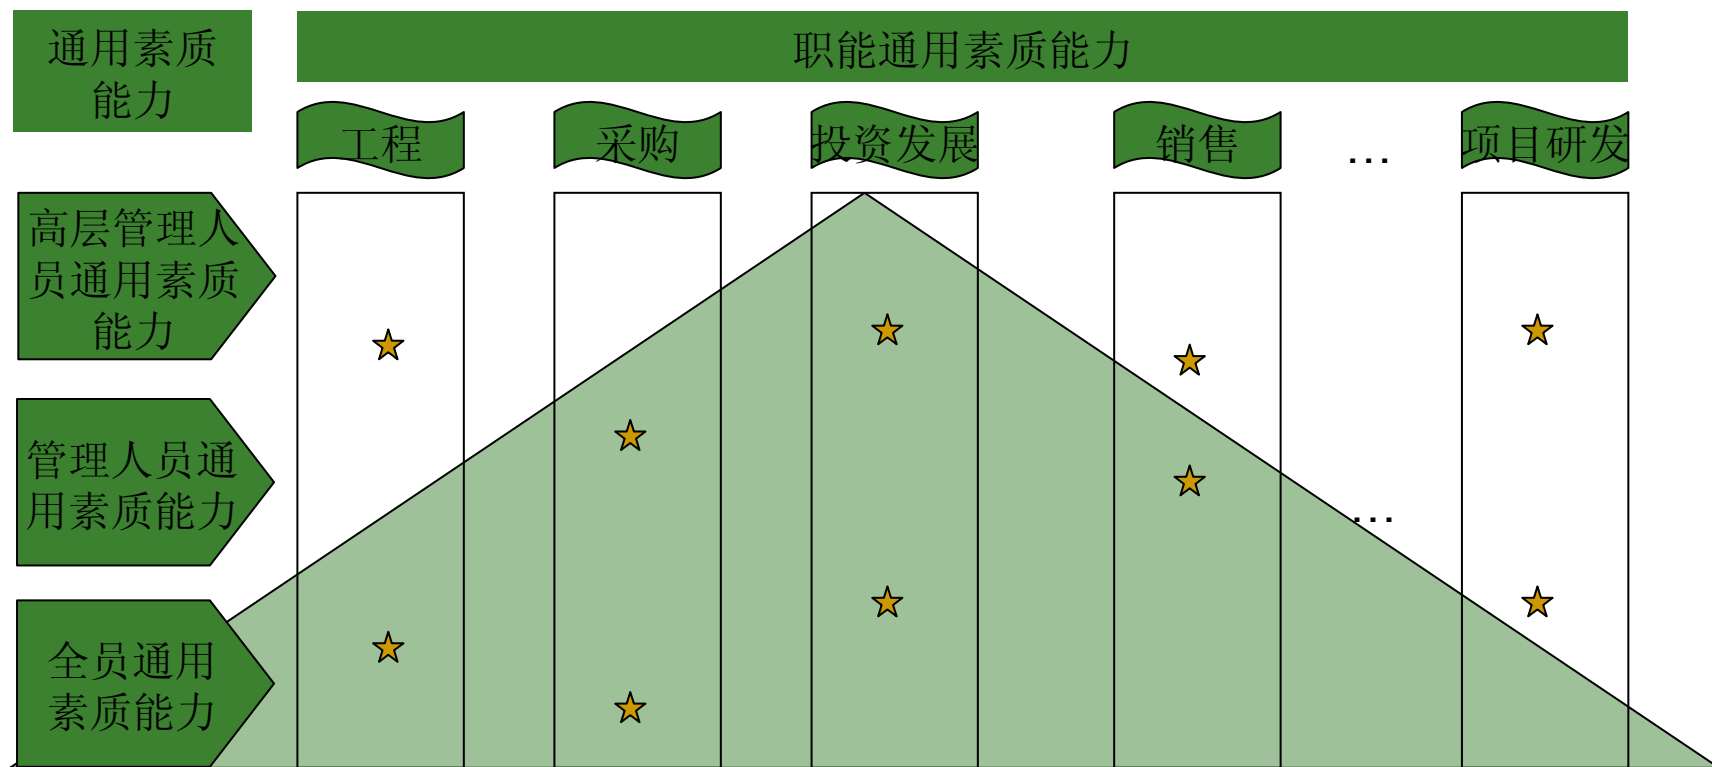 通用素质
能力
职能通用素质能力
工程
采购
投资发展
销售
…
项目研发
高层管理人
员通用素质
能力
管理人员通
用素质能力
…
全员通用
素质能力